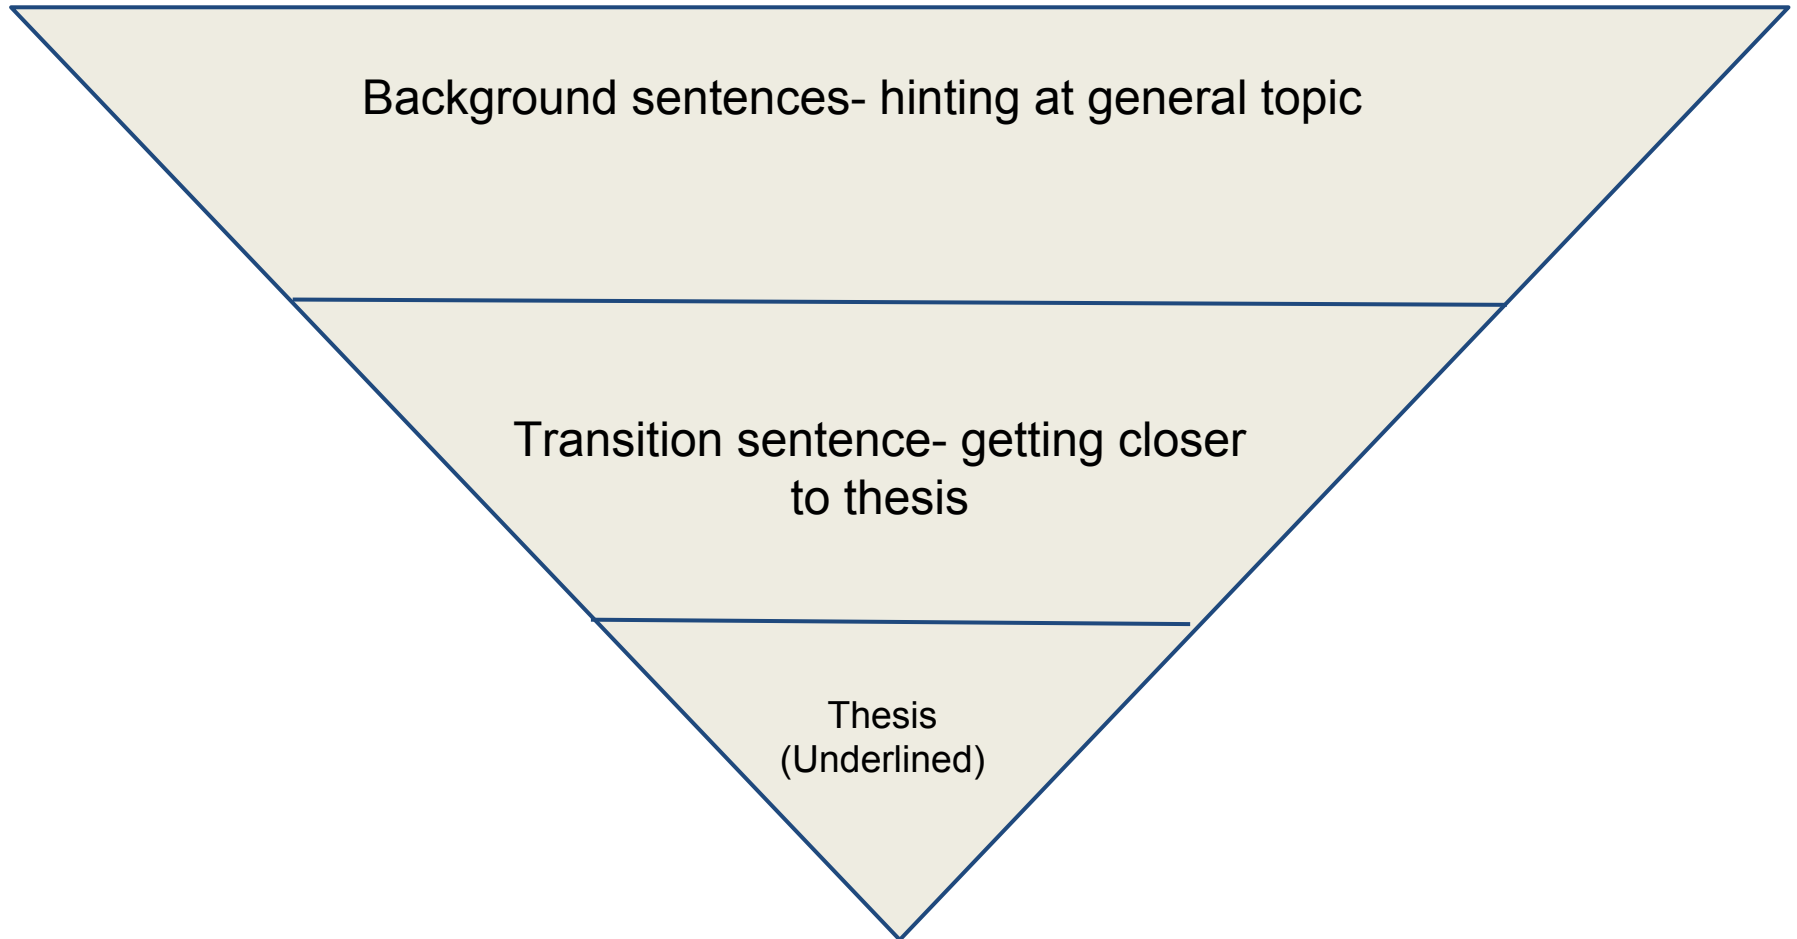 Background sentences- hinting at general topic
Transition sentence- getting closer
to thesis
Thesis
(Underlined)